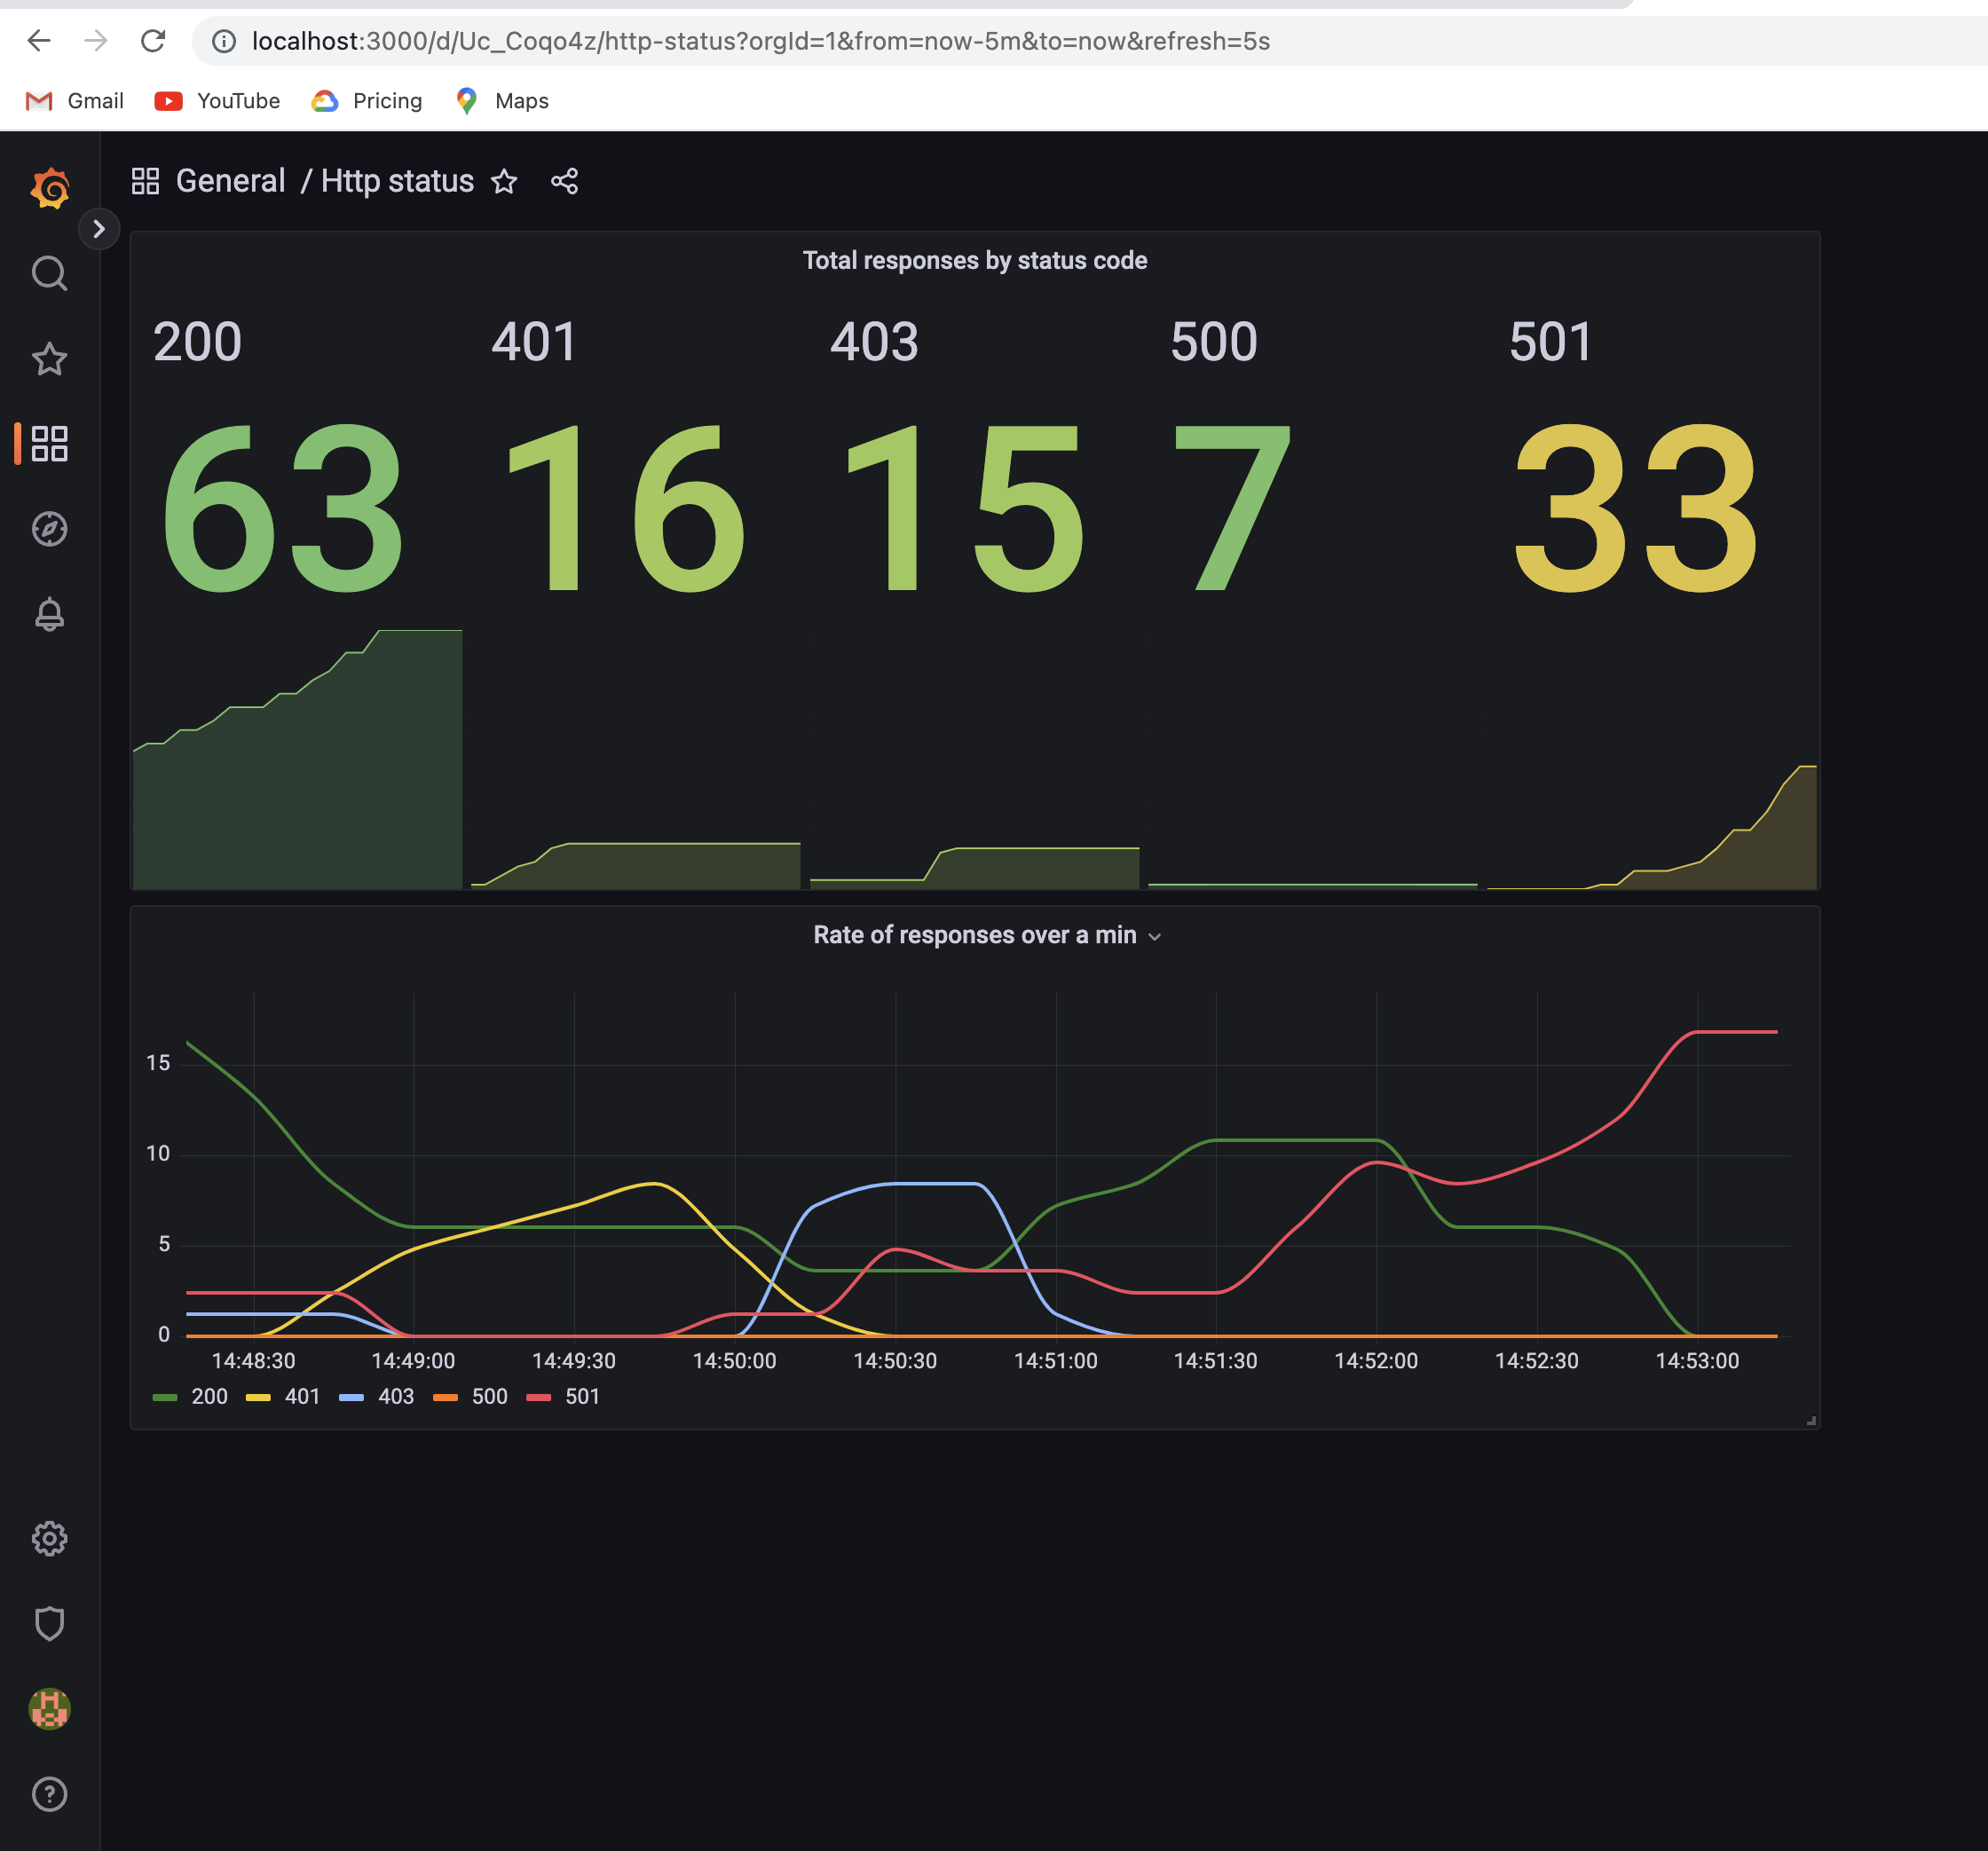 localhost:3000/d/Uc_Coqo4z/http-status?orgId=1&from=now-5m&to=now&refresh=5s
Gmail YouTube Pricing Maps
General / Http status
Total responses by status code
200 401 403 500 501
63 16 15 7 33
Rate of responses over a min
15
10
5
0
14:48:30 14:49:00 14:49:30 14:50:00 14:50:30 14:51:00 14:51:30 14:52:00 14:52:30 14:53:00
200 401 403 500 501